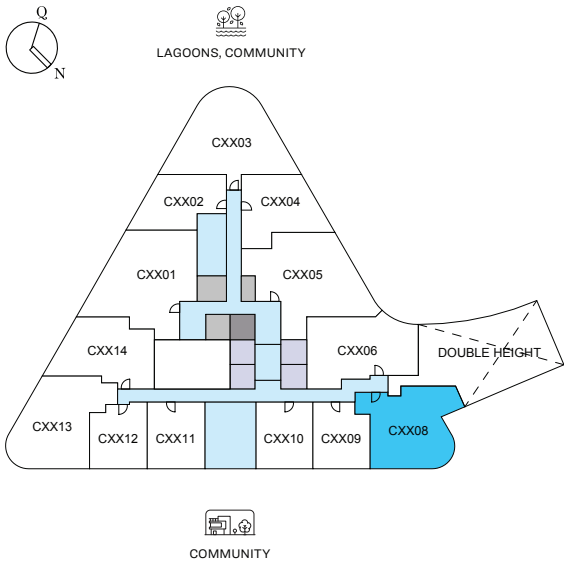 Q
N
LAGOONS, COMMUNITY
CXX03
CXX02
CXX04
CXX01
CXX05
CXX14
CXX06
DOUBLE HEIGHT
CXX13
CXX12
CXX11
CXX10
CXX09
CXX08
COMMUNITY